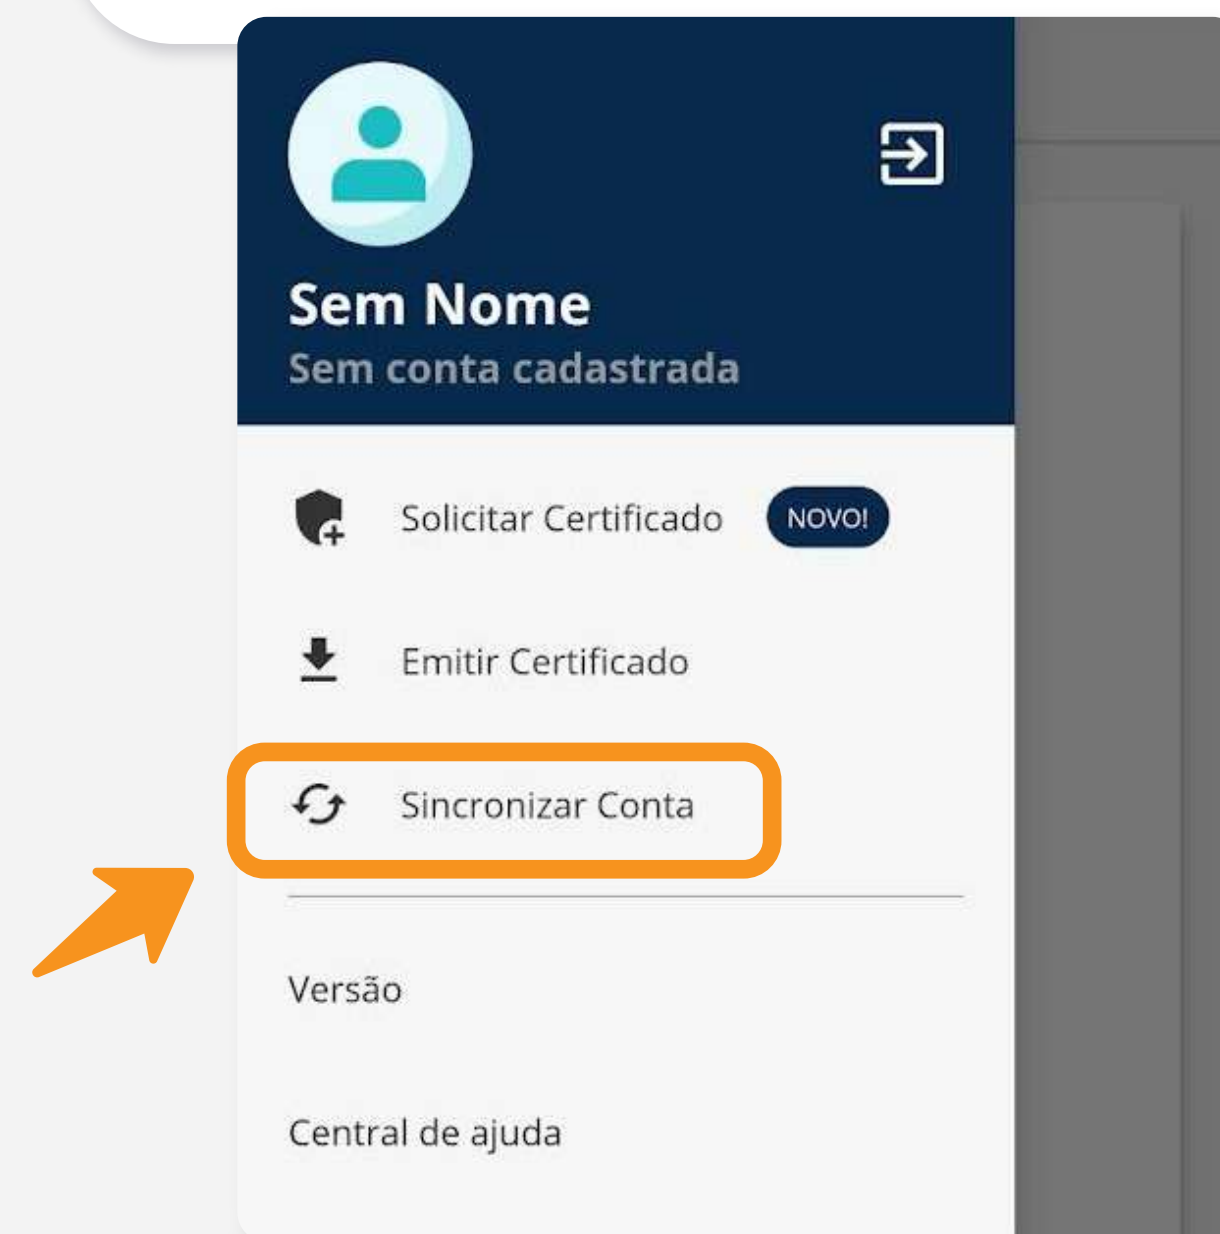 Sem Nome
Sem conta cadastrada
Solicitar Certificado NOVO!
Emitir Certificado
Sincronizar Conta
Versão
Central de ajuda